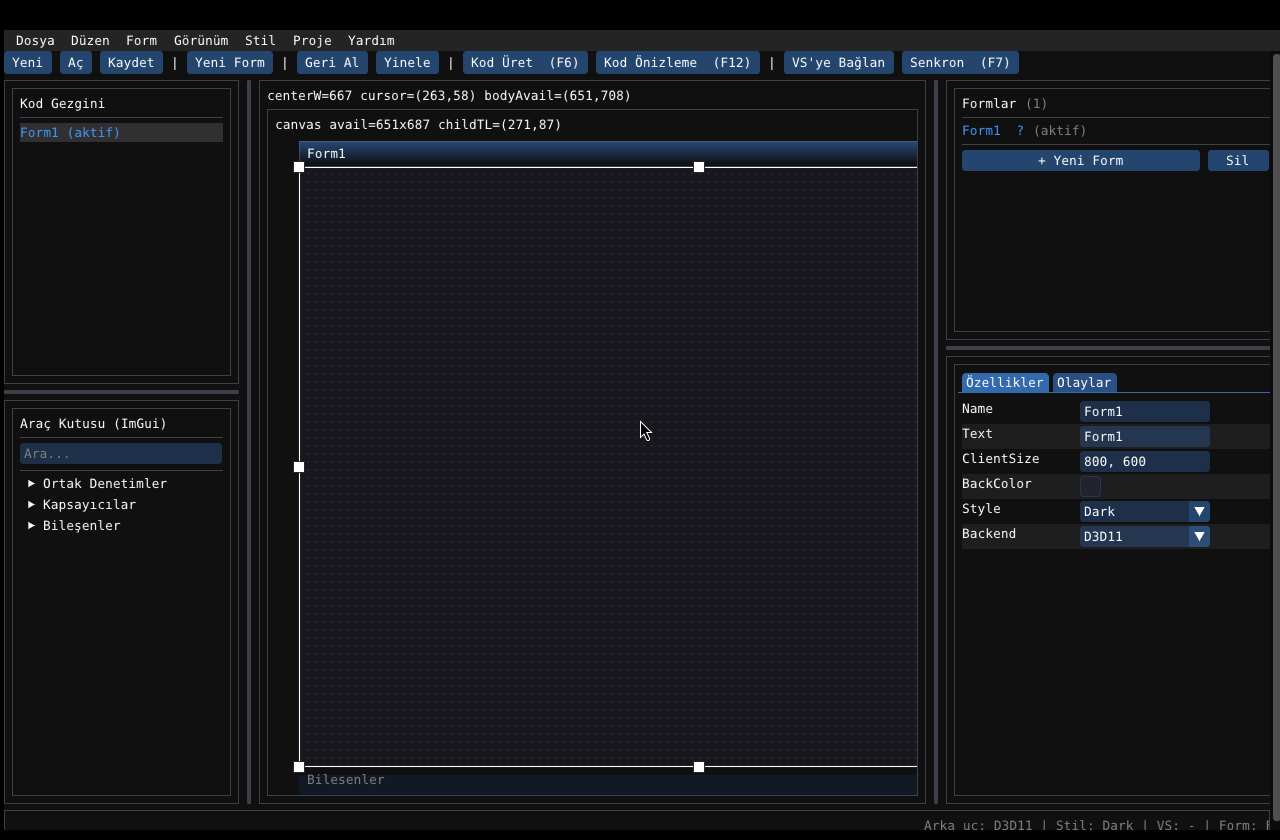 Dosya Düzen Form Görünüm Stil Proje Yardım
Yeni Aç Kaydet | Yeni Form | Geri Al Yinele | Kod Üret (F6) Kod Önizleme (F12) | VS'ye Bağlan Senkron (F7)
Kod Gezgini
Form1 (aktif)
Araç Kutusu (ImGui)
Ara...
Ortak Denetimler
Kapsayıcılar
Bileşenler
centerW=667 cursor=(263,58) bodyAvail=(651,708)
canvas avail=651x687 childTL=(271,87)
Form1
Bilesenler
Formlar (1)
Form1 ? (aktif)
+ Yeni Form Sil
Özellikler Olaylar
Name Form1
Text Form1
ClientSize 800, 600
BackColor
Style Dark
Backend D3D11
Arka uc: D3D11 | Stil: Dark | VS: - | Form: